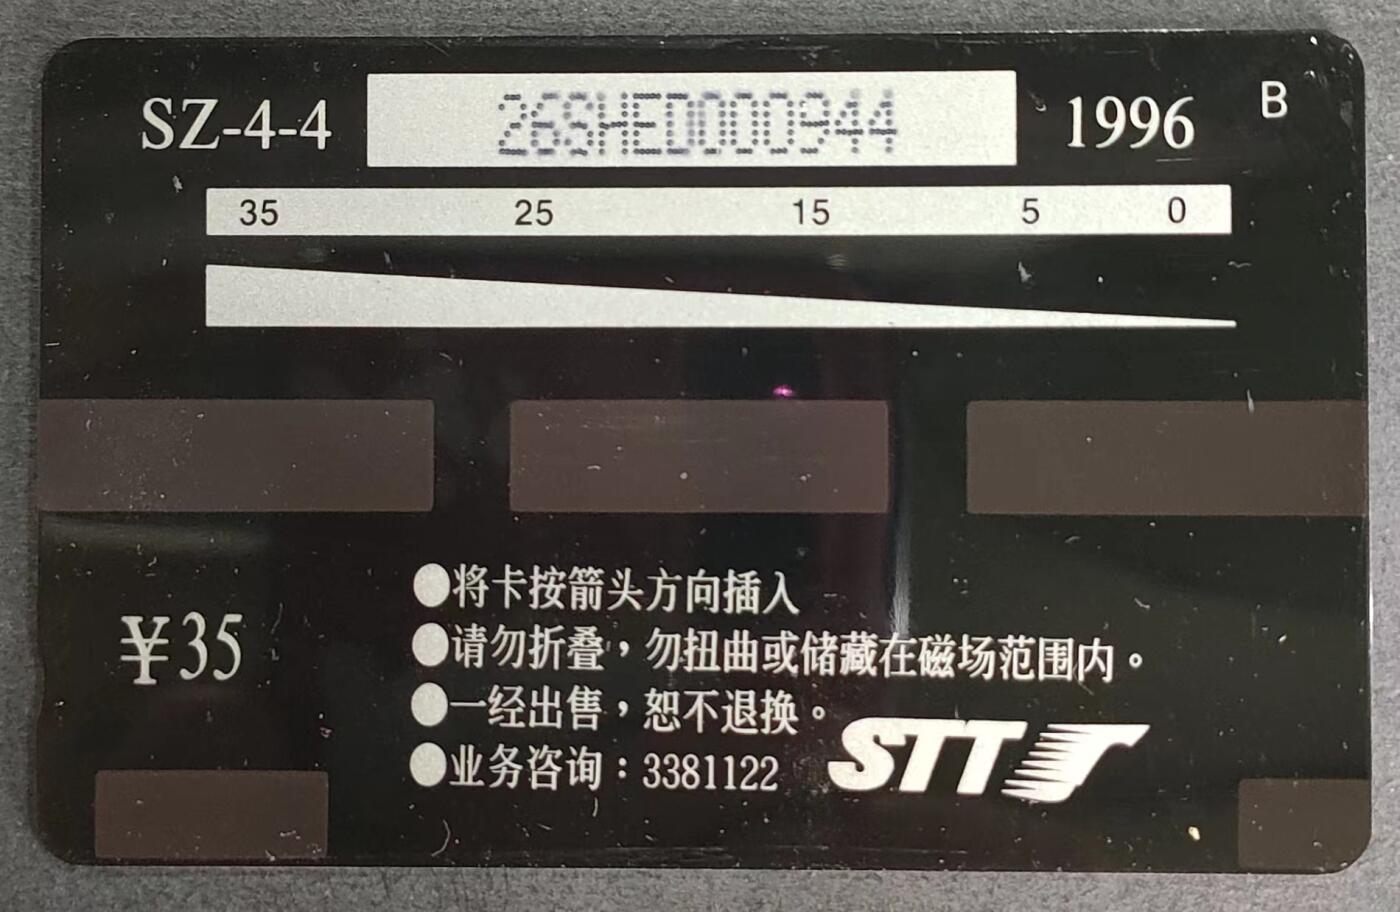 SZ-4-4 26SHED000944 1996 B
35 25 15 5 0
¥35
●将卡按箭头方向插入
●请勿折叠，勿扭曲或储藏在磁场范围内。
●一经出售，恕不退换。
●业务咨询：3381122
STT